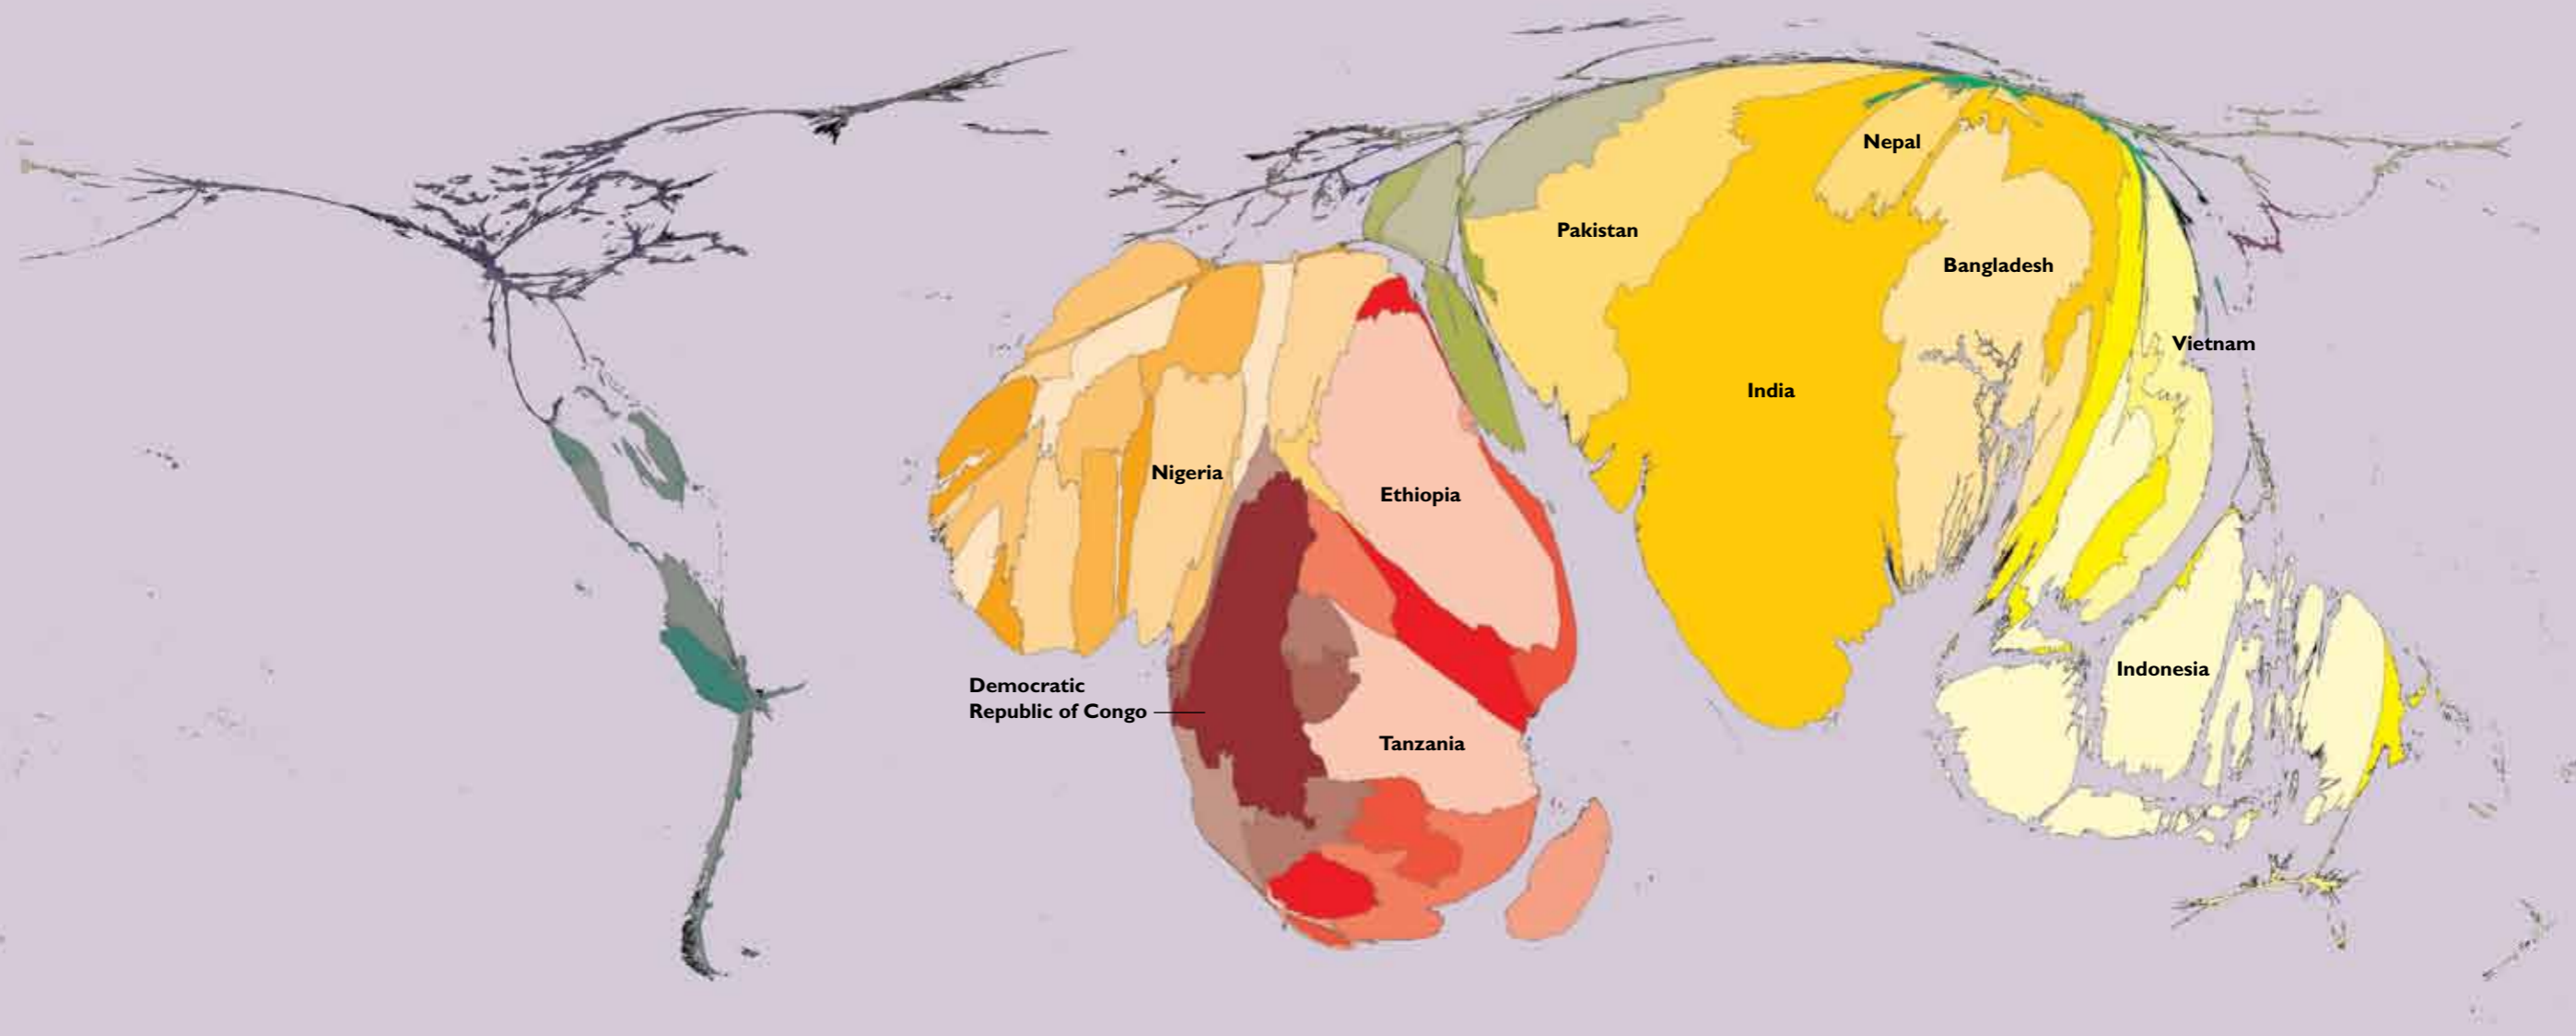 Nepal
Pakistan
Bangladesh
Vietnam
India
Nigeria
Ethiopia
Indonesia
Democratic
Republic of Congo
Tanzania